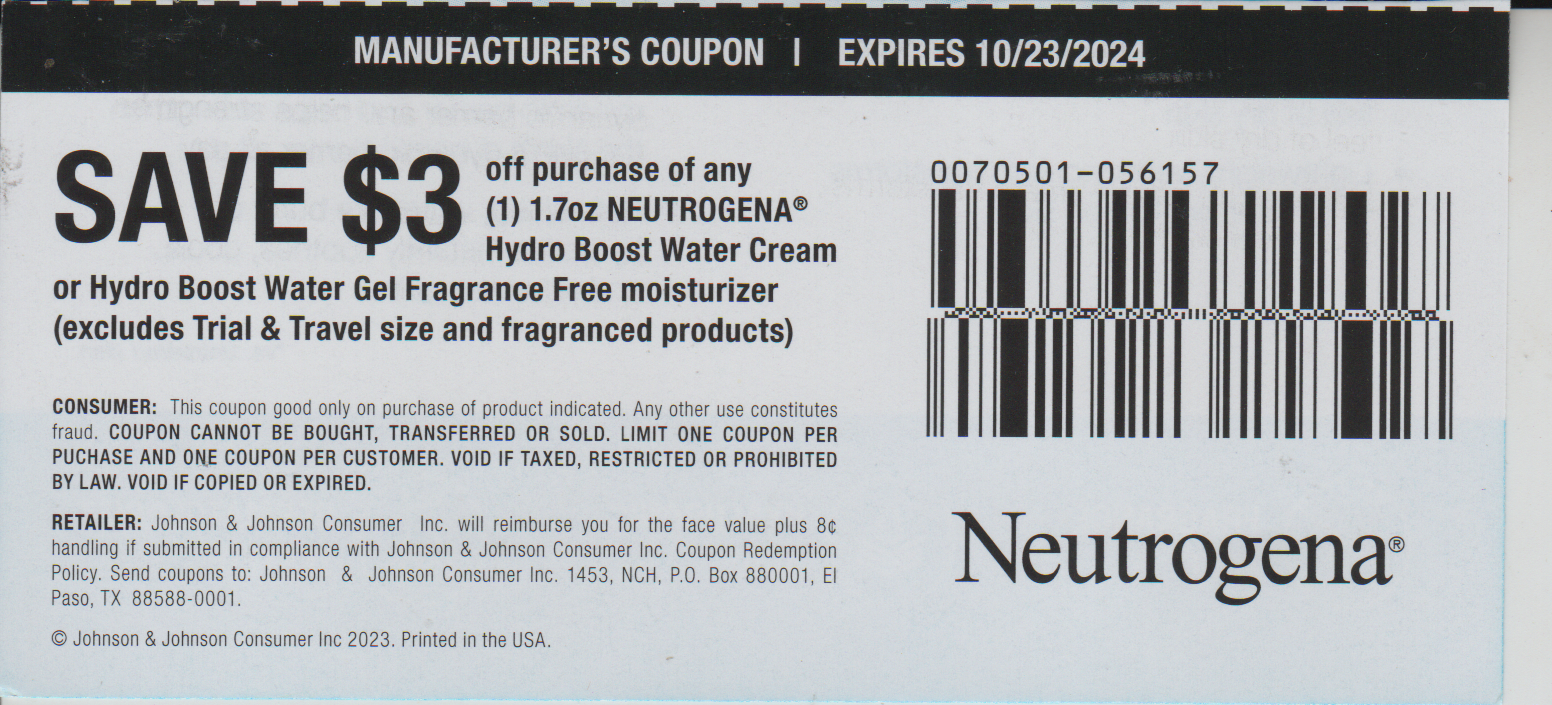 MANUFACTURER'S COUPON | EXPIRES 10/23/2024
SAVE $3
off purchase of any
(1) 1.7oz NEUTROGENA®
Hydro Boost Water Cream
or Hydro Boost Water Gel Fragrance Free moisturizer
(excludes Trial & Travel size and fragranced products)
CONSUMER: This coupon good only on purchase of product indicated. Any other use constitutes
fraud. COUPON CANNOT BE BOUGHT, TRANSFERRED OR SOLD. LIMIT ONE COUPON PER
PUCHASE AND ONE COUPON PER CUSTOMER. VOID IF TAXED, RESTRICTED OR PROHIBITED
BY LAW. VOID IF COPIED OR EXPIRED.
RETAILER: Johnson & Johnson Consumer Inc. will reimburse you for the face value plus 8¢
handling if submitted in compliance with Johnson & Johnson Consumer Inc. Coupon Redemption
Policy. Send coupons to: Johnson & Johnson Consumer Inc. 1453, NCH, P.O. Box 880001, El
Paso, TX 88588-0001.
© Johnson & Johnson Consumer Inc 2023. Printed in the USA.
0070501-056157
Neutrogena®